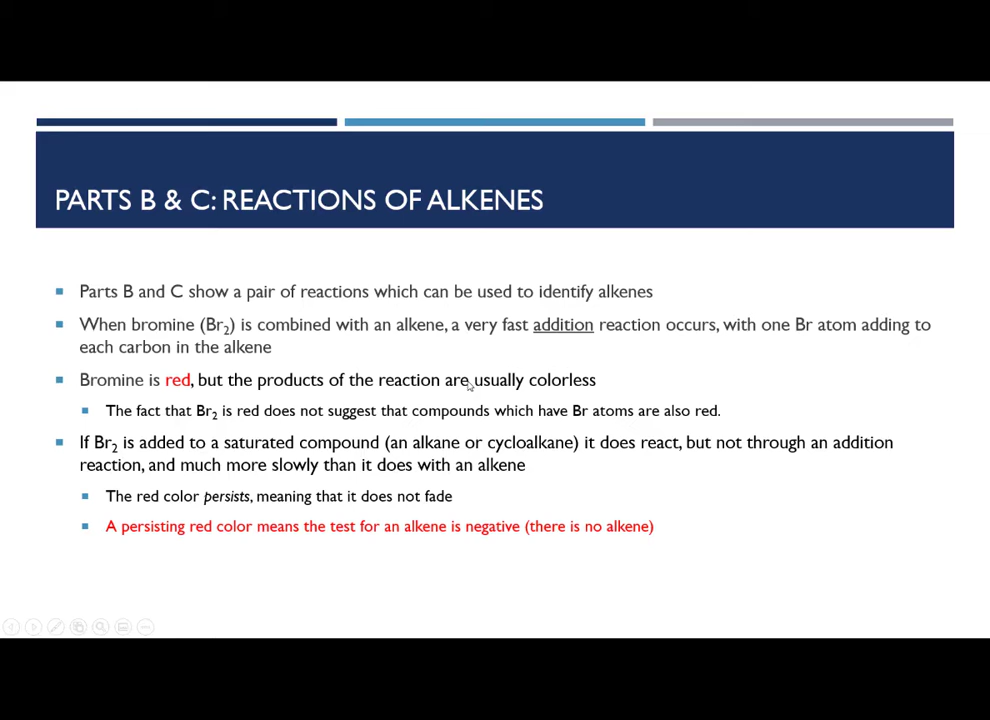 PARTS B & C: REACTIONS OF ALKENES
Parts B and C show a pair of reactions which can be used to identify alkenes
When bromine (Br₂) is combined with an alkene, a very fast addition reaction occurs, with one Br atom adding to
each carbon in the alkene
Bromine is red, but the products of the reaction are usually colorless
The fact that Br₂ is red does not suggest that compounds which have Br atoms are also red.
If Br₂ is added to a saturated compound (an alkane or cycloalkane) it does react, but not through an addition
reaction, and much more slowly than it does with an alkene
The red color persists, meaning that it does not fade
A persisting red color means the test for an alkene is negative (there is no alkene)